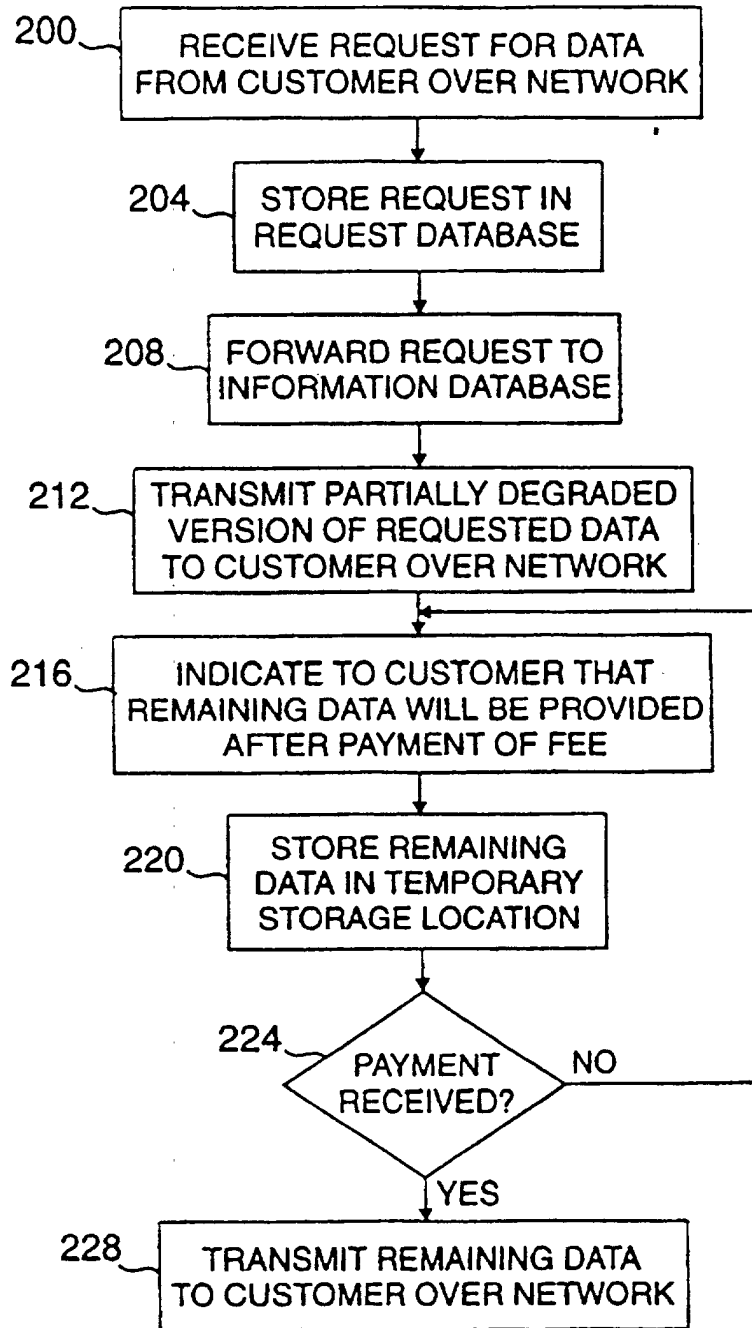 200
RECEIVE REQUEST FOR DATA
FROM CUSTOMER OVER NETWORK
204
STORE REQUEST IN
REQUEST DATABASE
208
FORWARD REQUEST TO
INFORMATION DATABASE
212
TRANSMIT PARTIALLY DEGRADED
VERSION OF REQUESTED DATA
TO CUSTOMER OVER NETWORK
216
INDICATE TO CUSTOMER THAT
REMAINING DATA WILL BE PROVIDED
AFTER PAYMENT OF FEE
220
STORE REMAINING
DATA IN TEMPORARY
STORAGE LOCATION
224
PAYMENT
RECEIVED?
NO
YES
228
TRANSMIT REMAINING DATA
TO CUSTOMER OVER NETWORK